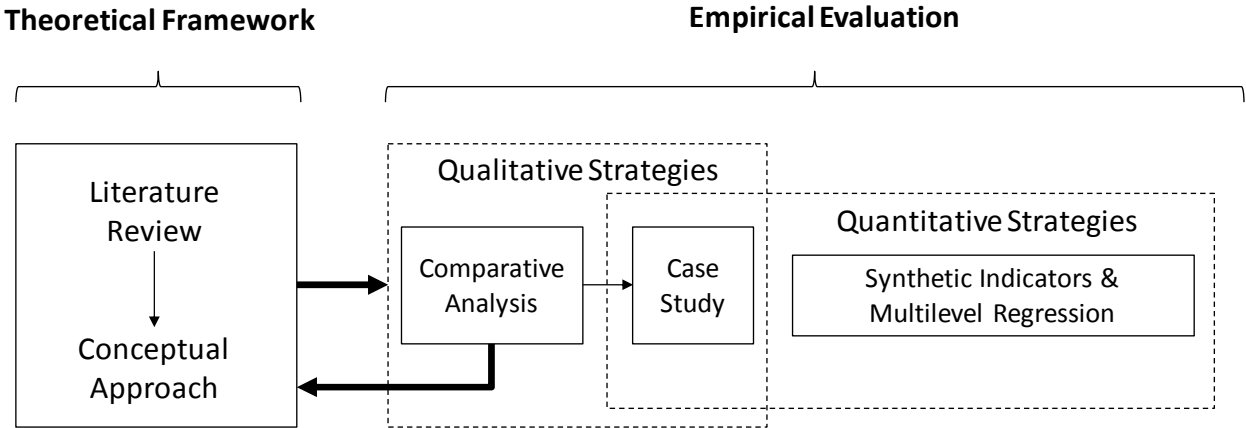 Theoretical Framework
Empirical Evaluation
Literature
Review
Conceptual
Approach
Qualitative Strategies
Comparative
Analysis
Case
Study
Quantitative Strategies
Synthetic Indicators &
Multilevel Regression